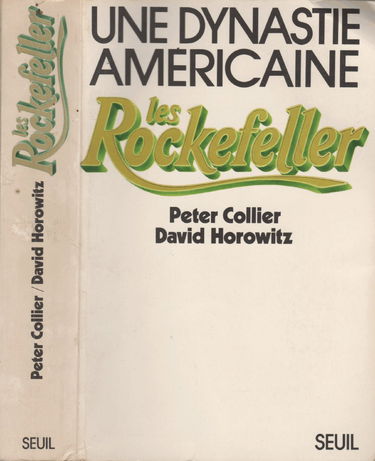 les
Rockefeller
Peter Collier/David Horowitz
SEUIL
UNE DYNASTIE
AMÉRICAINE
les
Rockefeller
Peter Collier
David Horowitz
SEUIL